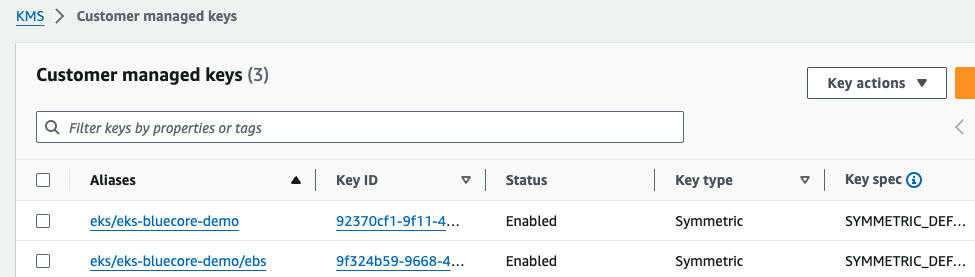 KMS > Customer managed keys
Customer managed keys (3)
Key actions
Filter keys by properties or tags
Aliases Key ID Status Key type Key spec
eks/eks-bluecore-demo 92370cf1-9f11-4... Enabled Symmetric SYMMETRIC_DEF...
eks/eks-bluecore-demo/ebs 9f324b59-9668-4... Enabled Symmetric SYMMETRIC_DEF...